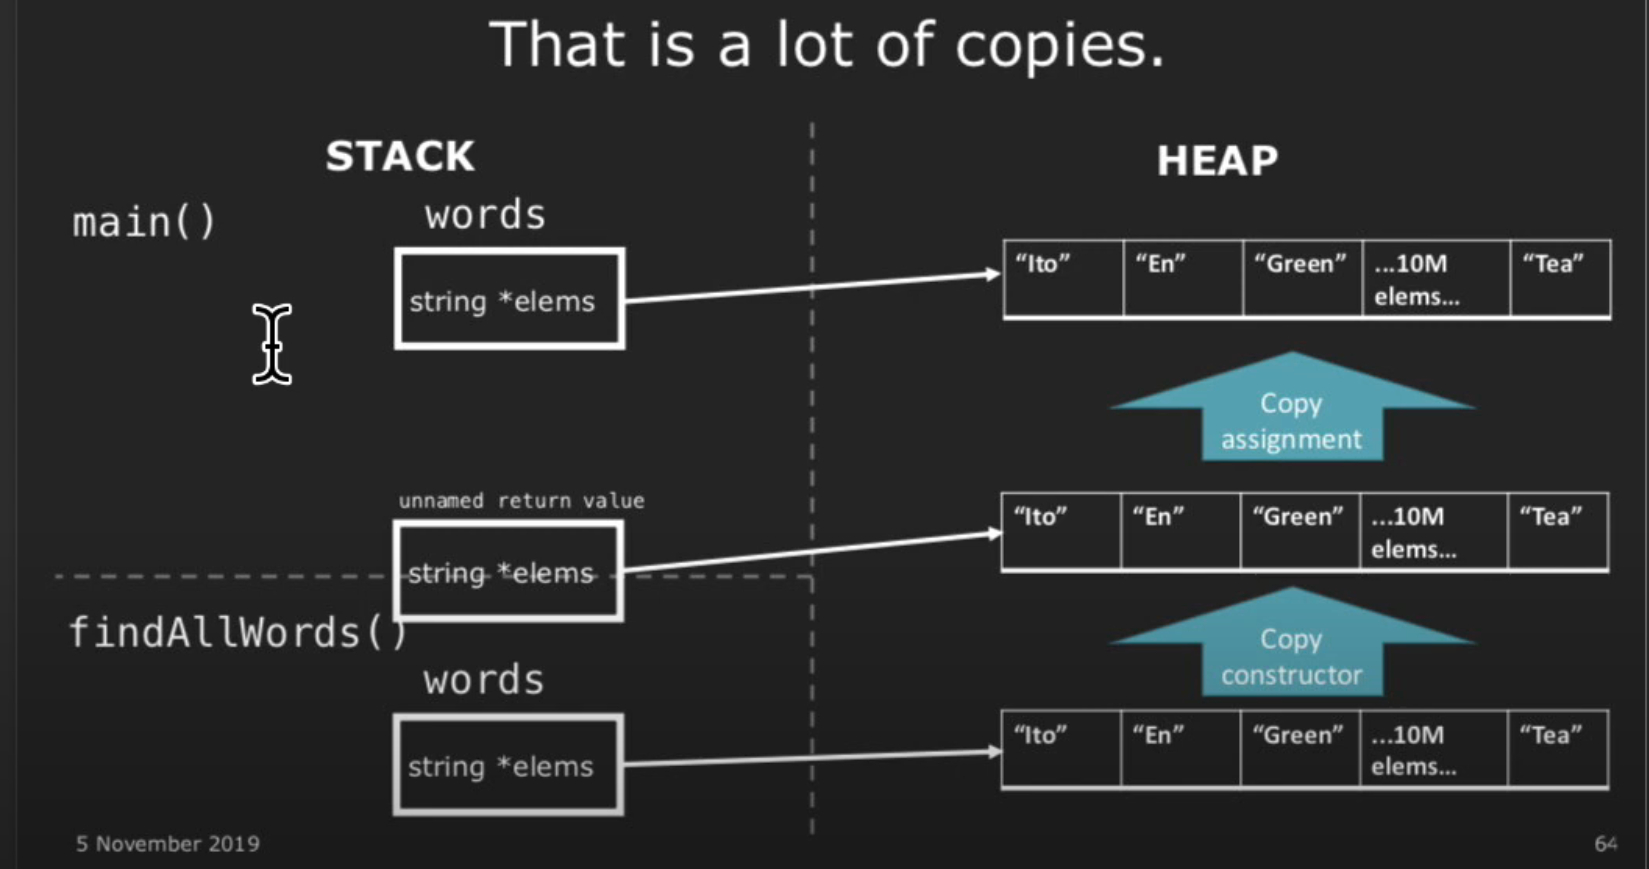 That is a lot of copies.
STACK
HEAP
main()
words
string *elems
“Ito” “En” “Green” ...10M elems... “Tea”
Copy
assignment
unnamed return value
string *elems
“Ito” “En” “Green” ...10M elems... “Tea”
findAllWords()
Copy
constructor
words
string *elems
“Ito” “En” “Green” ...10M elems... “Tea”
5 November 2019
64